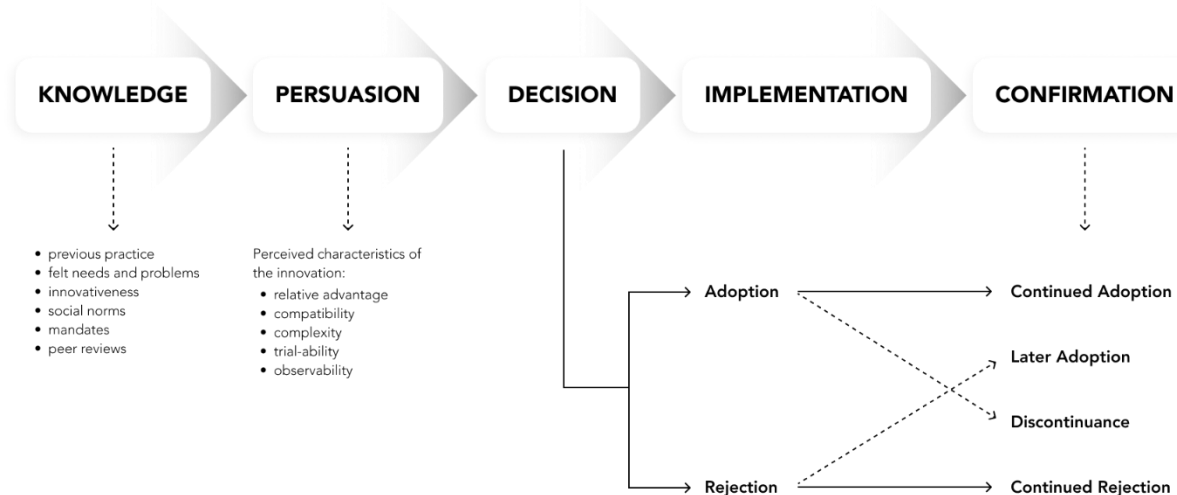 KNOWLEDGE
PERSUASION
DECISION
IMPLEMENTATION
CONFIRMATION
• previous practice
• felt needs and problems
• innovativeness
• social norms
• mandates
• peer reviews
Perceived characteristics of
the innovation:
• relative advantage
• compatibility
• complexity
• trial-ability
• observability
Adoption
Continued Adoption
Later Adoption
Discontinuance
Rejection
Continued Rejection